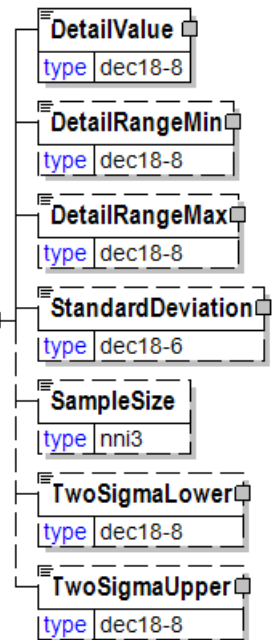 DetailValue
type dec18-8
DetailRangeMin
type dec18-8
DetailRangeMax
type dec18-8
StandardDeviation
type dec18-6
SampleSize
type nni3
TwoSigmaLower
type dec18-8
TwoSigmaUpper
type dec18-8